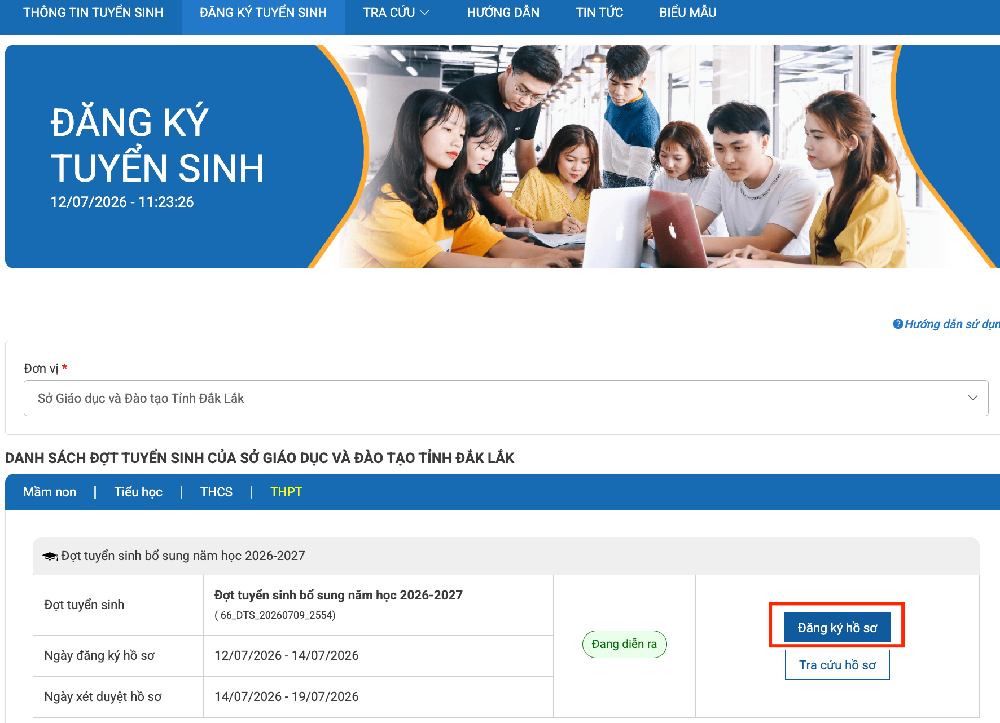 THÔNG TIN TUYỂN SINH
ĐĂNG KÝ TUYỂN SINH
TRA CỨU
HƯỚNG DẪN
TIN TỨC
BIỂU MẪU
ĐĂNG KÝ
TUYỂN SINH
12/07/2026 - 11:23:26
Hướng dẫn sử dụn
Đơn vị *
Sở Giáo dục và Đào tạo Tỉnh Đắk Lắk
DANH SÁCH ĐỢT TUYỂN SINH CỦA SỞ GIÁO DỤC VÀ ĐÀO TẠO TỈNH ĐẮK LẮK
Mầm non | Tiểu học | THCS | THPT
Đợt tuyển sinh bổ sung năm học 2026-2027
Đợt tuyển sinh
Đợt tuyển sinh bổ sung năm học 2026-2027
( 66_DTS_20260709_2554)
Ngày đăng ký hồ sơ
12/07/2026 - 14/07/2026
Ngày xét duyệt hồ sơ
14/07/2026 - 19/07/2026
Đang diễn ra
Đăng ký hồ sơ
Tra cứu hồ sơ